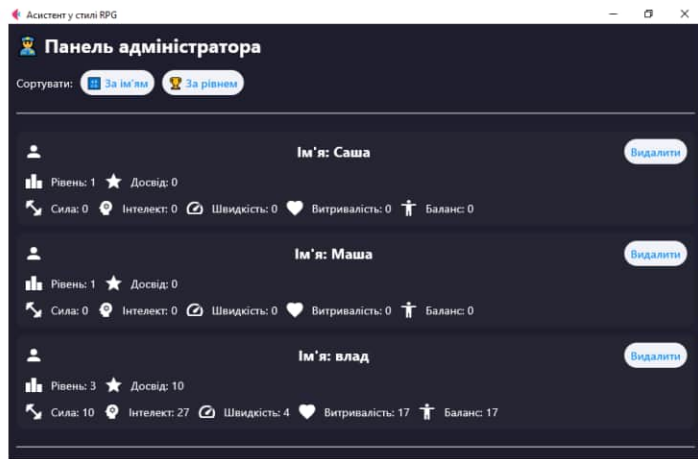 Асистент у стилі RPG
Панель адміністратора
Сортувати: За ім'ям За рівнем
Ім'я: Саша Видалити
Рівень: 1 Досвід: 0
Сила: 0 Інтелект: 0 Швидкість: 0 Витривалість: 0 Баланс: 0
Ім'я: Маша Видалити
Рівень: 1 Досвід: 0
Сила: 0 Інтелект: 0 Швидкість: 0 Витривалість: 0 Баланс: 0
Ім'я: влад Видалити
Рівень: 3 Досвід: 10
Сила: 10 Інтелект: 27 Швидкість: 4 Витривалість: 17 Баланс: 17